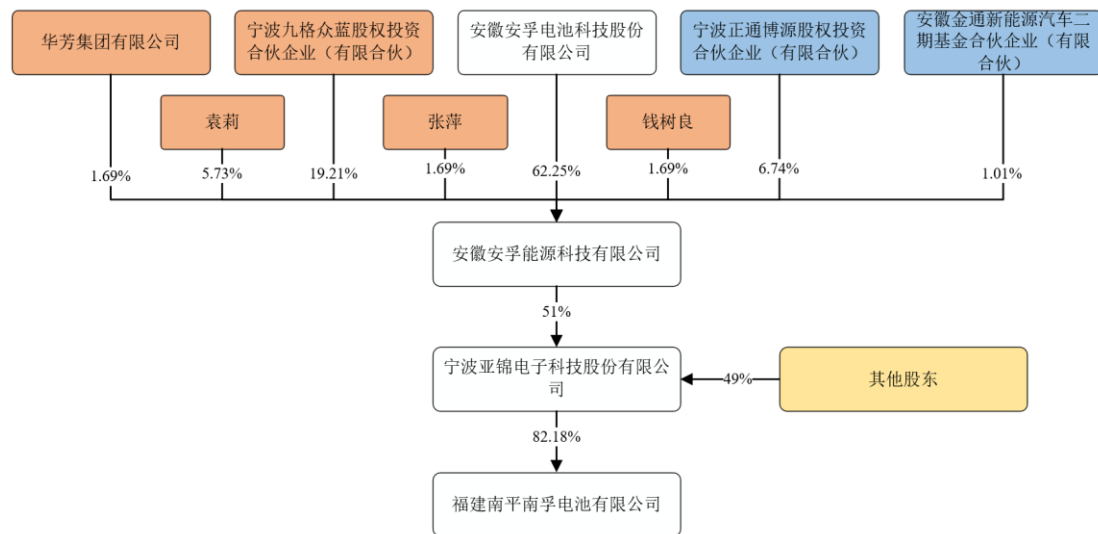 华芳集团有限公司
宁波九格众蓝股权投资
合伙企业（有限合伙）
安徽安孚电池科技股份
有限公司
宁波正通博源股权投资
合伙企业（有限合伙）
安徽金通新能源汽车二
期基金合伙企业（有限
合伙）
袁莉
张萍
钱树良
1.69%
5.73%
19.21%
1.69%
62.25%
1.69%
6.74%
1.01%
安徽安孚能源科技有限公司
51%
宁波亚锦电子科技股份有限公
司
49%
其他股东
82.18%
福建南平南孚电池有限公司